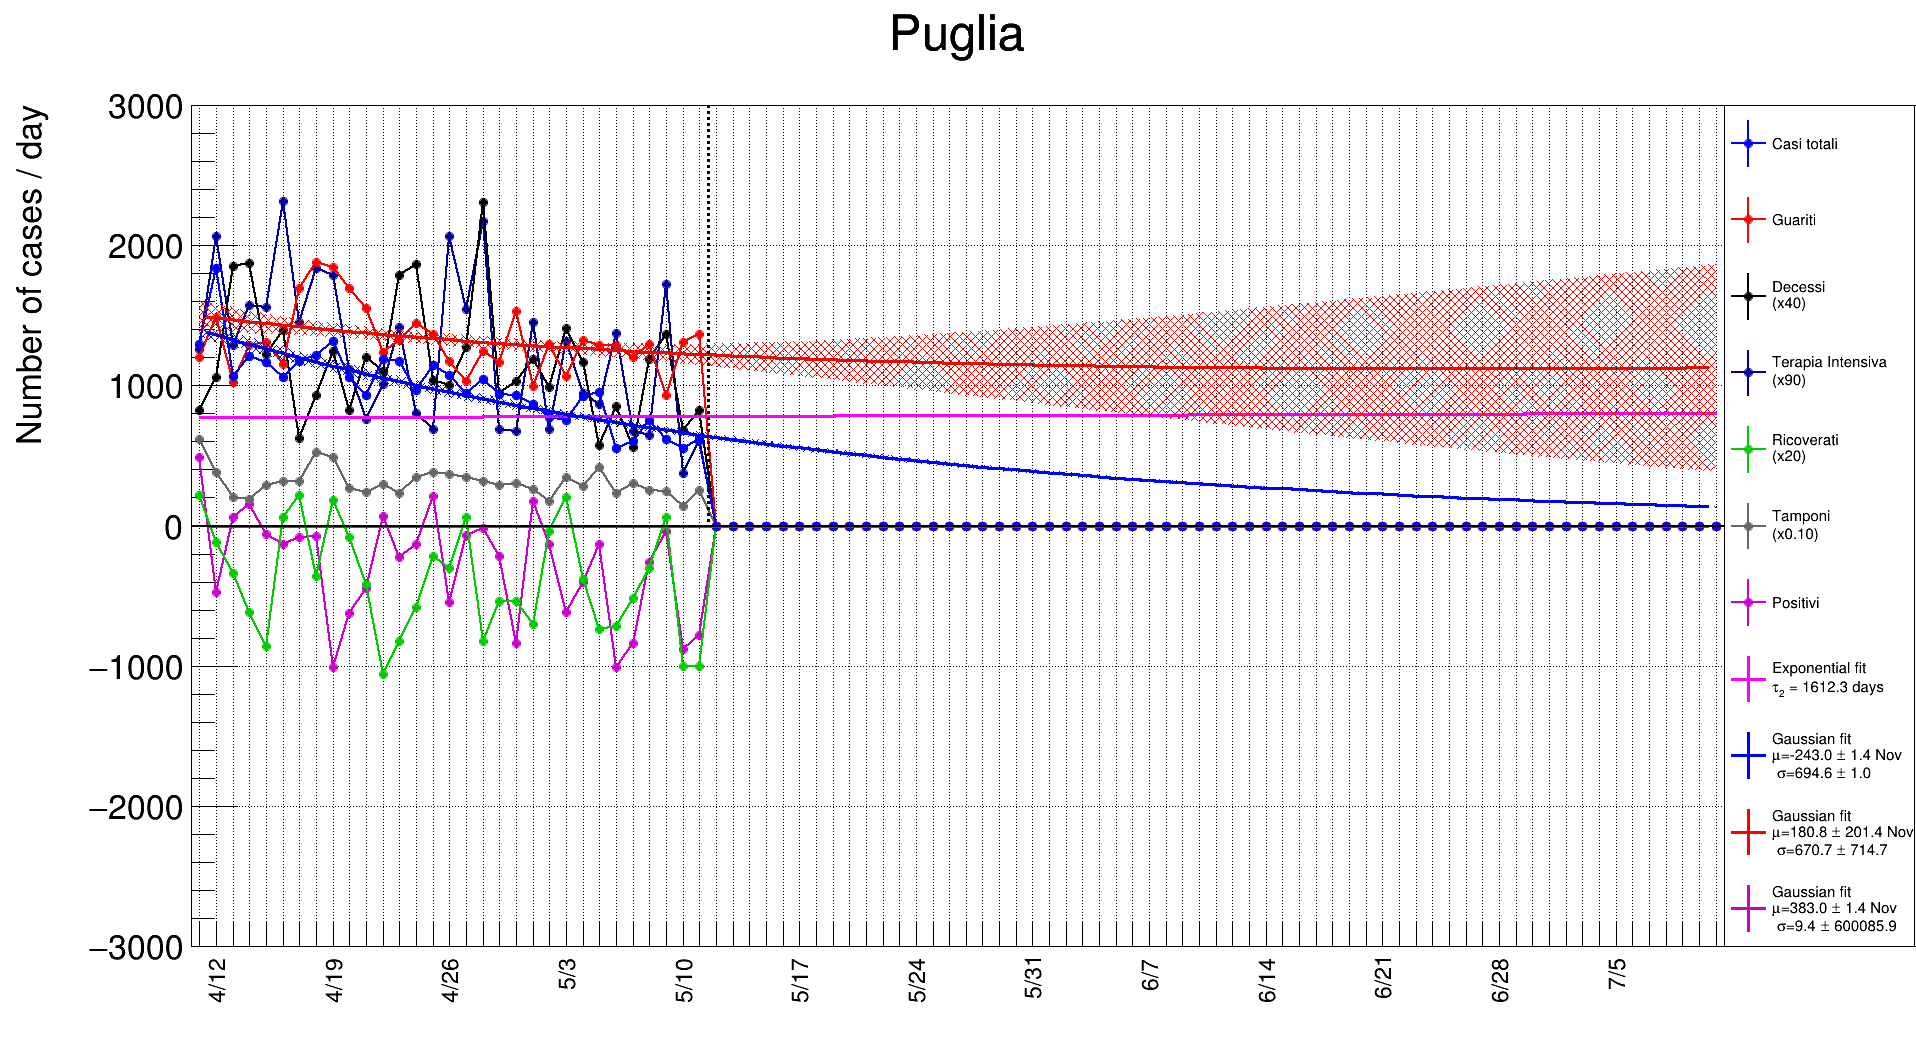 Puglia
Number of cases / day
3000
2000
1000
0
−1000
−2000
−3000
4/12
4/19
4/26
5/3
5/10
5/17
5/24
5/31
6/7
6/14
6/21
6/28
7/5
Casi totali
Guariti
Decessi
(x40)
Terapia Intensiva
(x90)
Ricoverati
(x20)
Tamponi
(x0.10)
Positivi
Exponential fit
τ2 = 1612.3 days
Gaussian fit
μ=-243.0 ± 1.4 Nov
σ=694.6 ± 1.0
Gaussian fit
μ=180.8 ± 201.4 Nov
σ=670.7 ± 714.7
Gaussian fit
μ=383.0 ± 1.4 Nov
σ=9.4 ± 600085.9